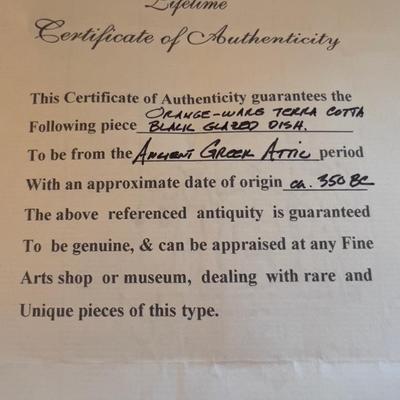 Lifetime
Certificate of Authenticity
This Certificate of Authenticity guarantees the
ORANGE-WARE TERRA COTTA
Following piece BLACK GLAZED DISH.
To be from the ANCIENT GREEK ATTIC period
With an approximate date of origin ca. 350 BC
The above referenced antiquity is guaranteed
To be genuine, & can be appraised at any Fine
Arts shop or museum, dealing with rare and
Unique pieces of this type.